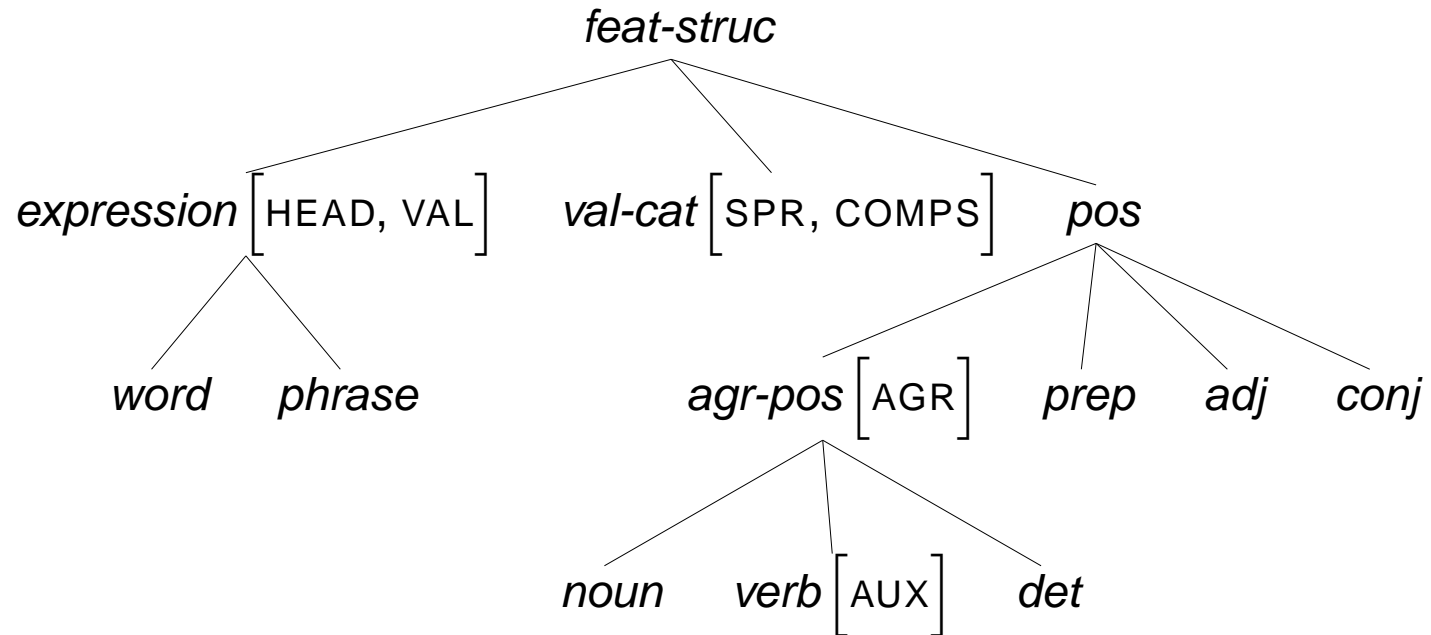 feat-struc
expression [HEAD, VAL] val-cat [SPR, COMPS] pos
word phrase agr-pos [AGR] prep adj conj
noun verb [AUX] det